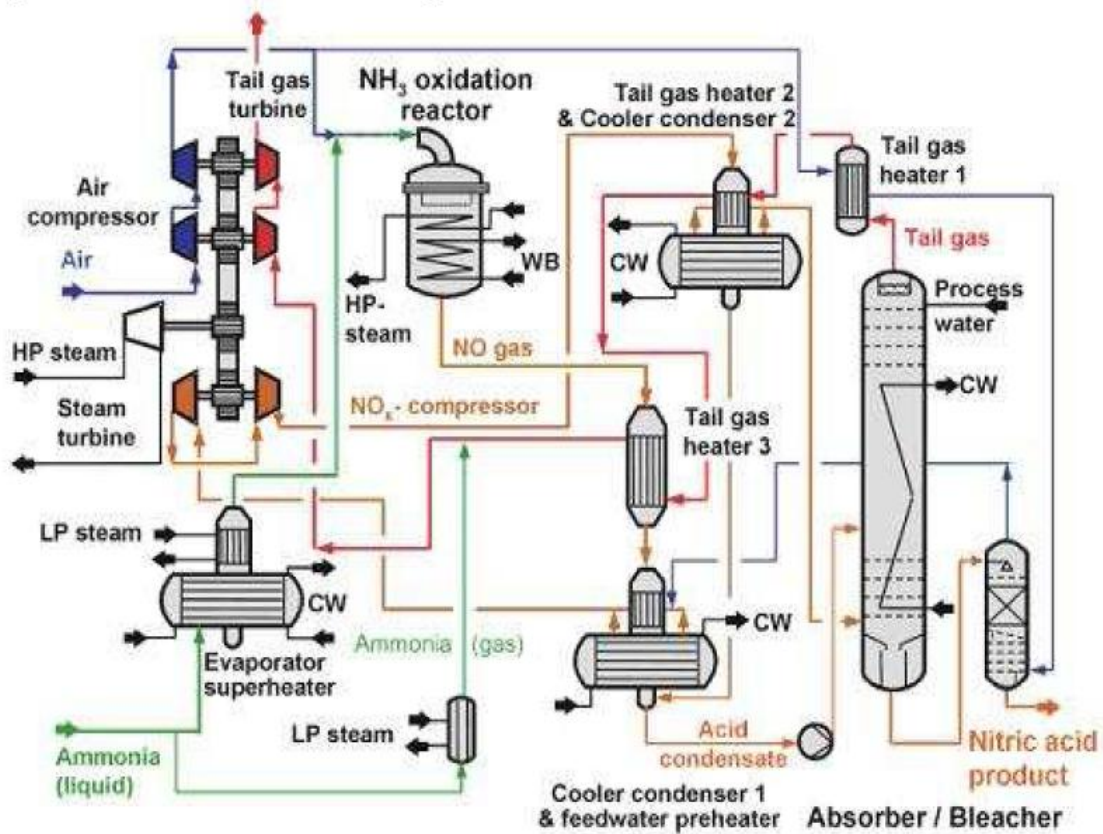 Tail gas
turbine
NH₃ oxidation
reactor
Tail gas heater 2
& Cooler condenser 2
Tail gas
heater 1
Air
compressor
Air
Tail gas
WB
CW
HP-
steam
Process
water
HP steam
NO gas
CW
Steam
turbine
NOₓ- compressor
Tail gas
heater 3
LP steam
CW
Ammonia (gas)
CW
Evaporator
superheater
LP steam
Ammonia
(liquid)
Acid
condensate
Nitric acid
product
Cooler condenser 1
& feedwater preheater
Absorber / Bleacher